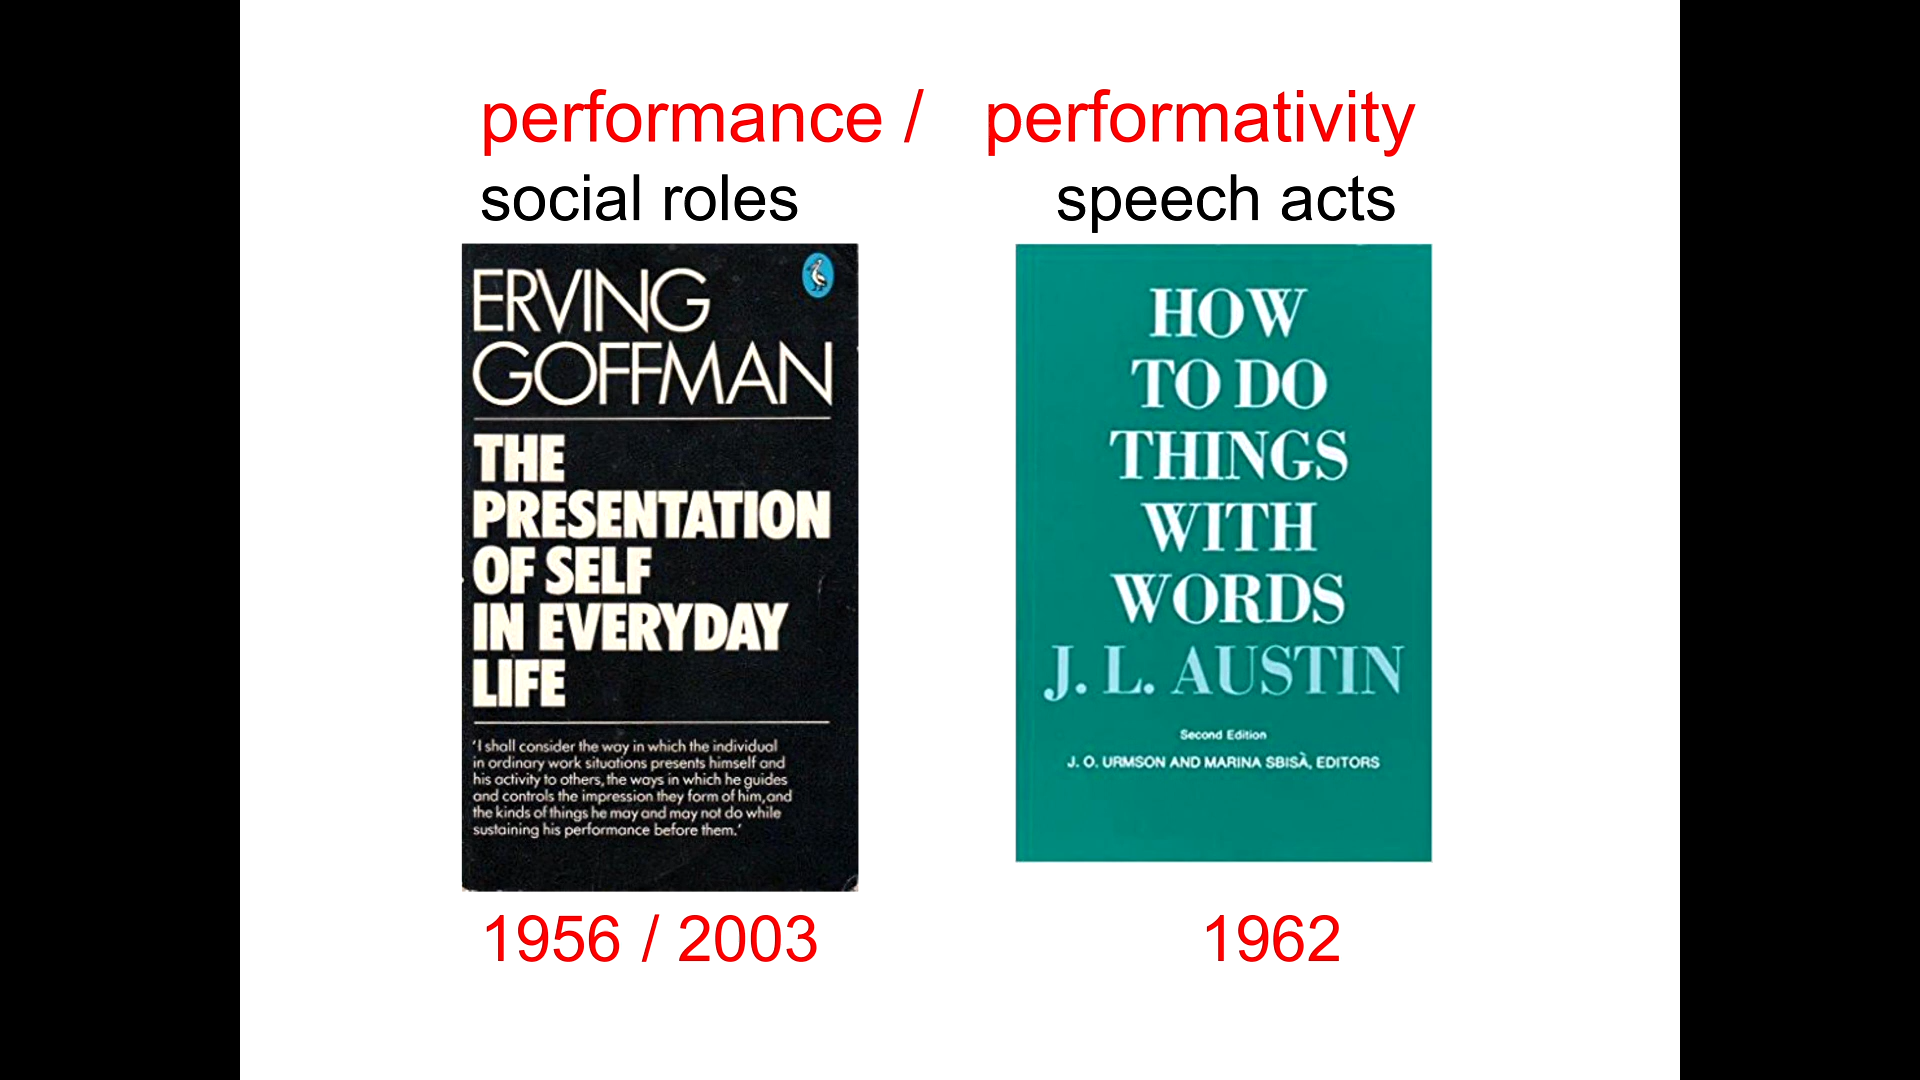 performance / performativity
social roles speech acts
ERVING
GOFFMAN
THE
PRESENTATION
OF SELF
IN EVERYDAY
LIFE
'I shall consider the way in which the individual
in ordinary work situations presents himself and
his activity to others, the ways in which he guides
and controls the impression they form of him, and
the kinds of things he may and may not do while
sustaining his performance before them.'
HOW
TO DO
THINGS
WITH
WORDS
J. L. AUSTIN
Second Edition
J. O. URMSON AND MARINA SBISÀ, EDITORS
1956 / 2003 1962